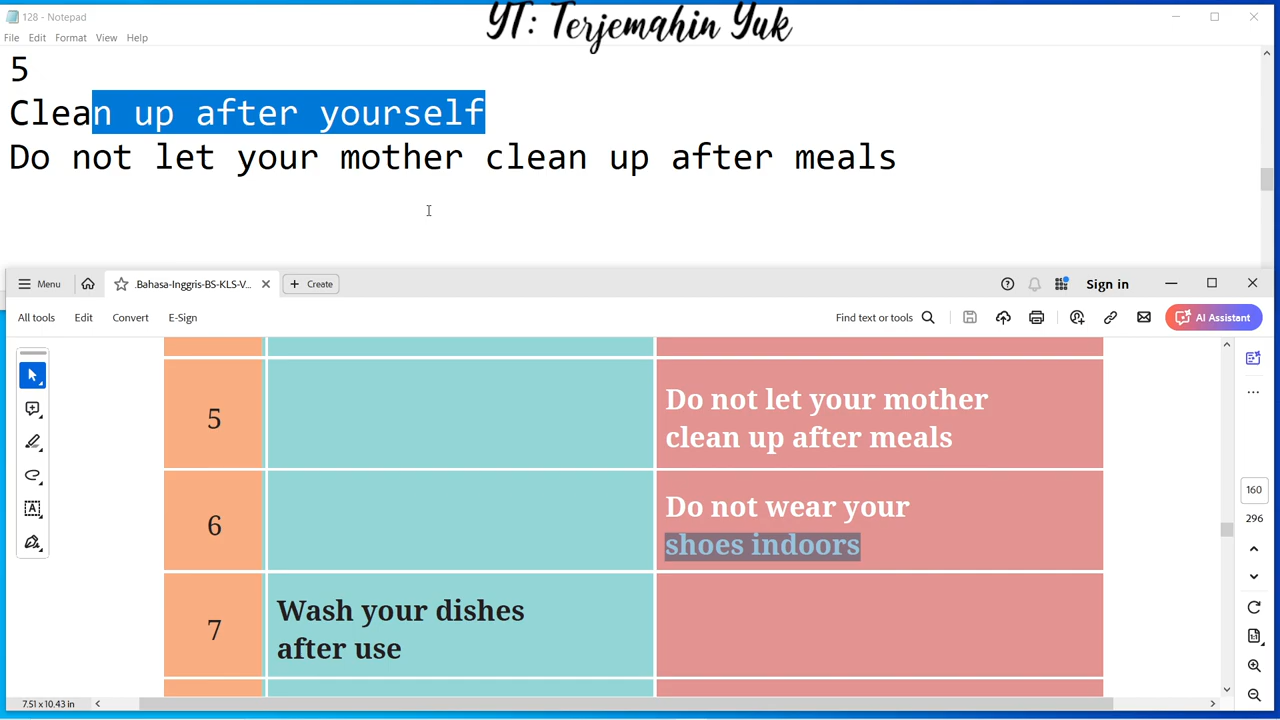 128 - Notepad
YT: Terjemahin Yuk
File Edit Format View Help
5
Clean up after yourself
Do not let your mother clean up after meals
Menu
.Bahasa-Inggris-BS-KLS-V...
Create
Sign in
All tools Edit Convert E-Sign
Find text or tools
AI Assistant
5
Do not let your mother
clean up after meals
6
Do not wear your
shoes indoors
7
Wash your dishes
after use
160
296
7.51 x 10.43 in